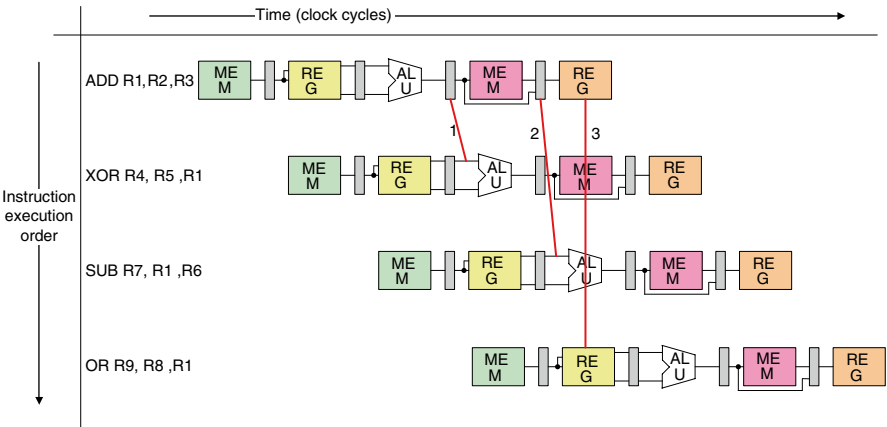 Time (clock cycles)
Instruction
execution
order
ADD R1,R2,R3
ME
M
RE
G
AL
U
ME
M
RE
G
1
2
3
XOR R4, R5 ,R1
ME
M
RE
G
AL
U
ME
M
RE
G
SUB R7, R1 ,R6
ME
M
RE
G
AL
U
ME
M
RE
G
OR R9, R8 ,R1
ME
M
RE
G
AL
U
ME
M
RE
G